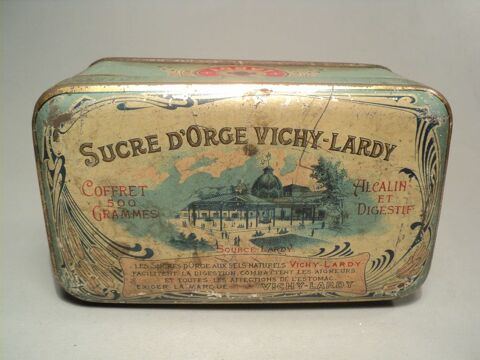 SUCRE D'ORGE VICHY-LARDY
COFFRET
500
GRAMMES
ALCALIN
ET
DIGESTIF
SOURCE LARDY
LES SUCRES D'ORGE AUX SELS NATURELS VICHY-LARDY
FACILITENT LA DIGESTION, COMBATTENT LES AIGREURS
ET TOUTES LES AFFECTIONS DE L'ESTOMAC
EXIGER LA MARQUE VICHY-LARDY